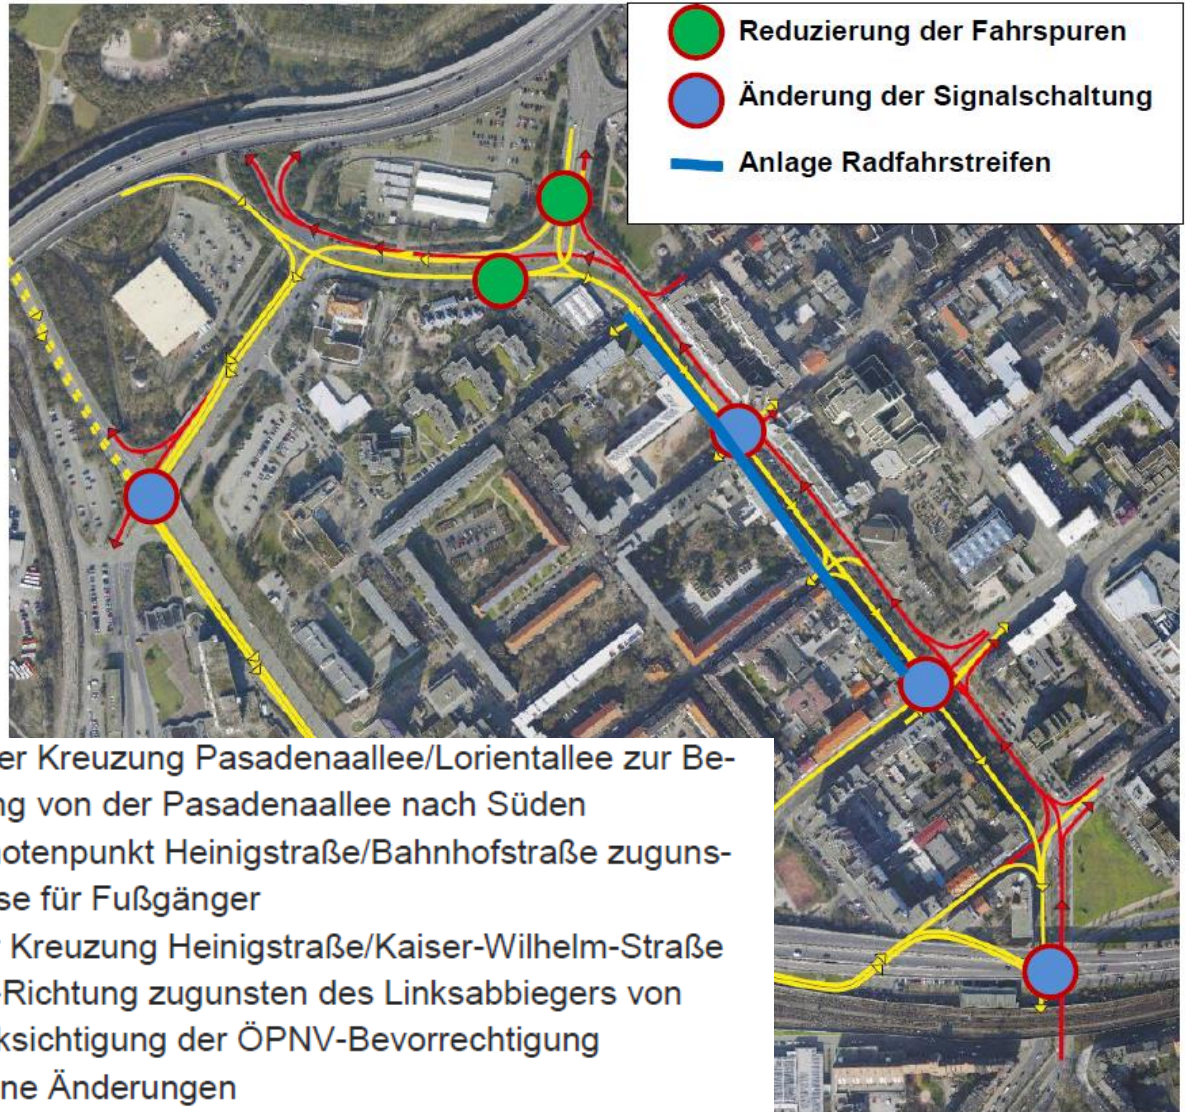 Reduzierung der Fahrspuren
Änderung der Signalschaltung
Anlage Radfahrstreifen
er Kreuzung Pasadenaallee/Lorientallee zur Be-
ng von der Pasadenaallee nach Süden
notenpunkt Heinigstraße/Bahnhofstraße zuguns-
se für Fußgänger
r Kreuzung Heinigstraße/Kaiser-Wilhelm-Straße
-Richtung zugunsten des Linksabbiegers von
ksichtigung der ÖPNV-Bevorrechtigung
ne Änderungen